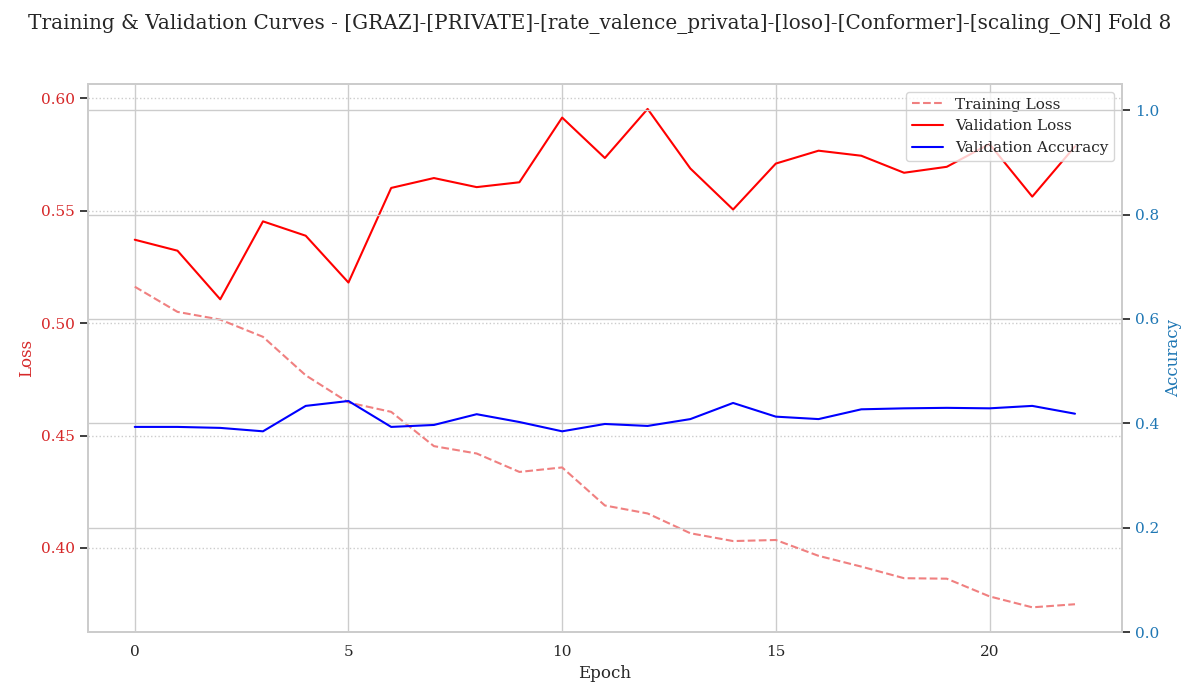 Training & Validation Curves - [GRAZ]-[PRIVATE]-[rate_valence_privata]-[loso]-[Conformer]-[scaling_ON] Fold 8
Training Loss
Validation Loss
Validation Accuracy
0.60
0.55
0.50
0.45
0.40
Loss
1.0
0.8
0.6
0.4
0.2
0.0
Accuracy
0
5
10
15
20
Epoch